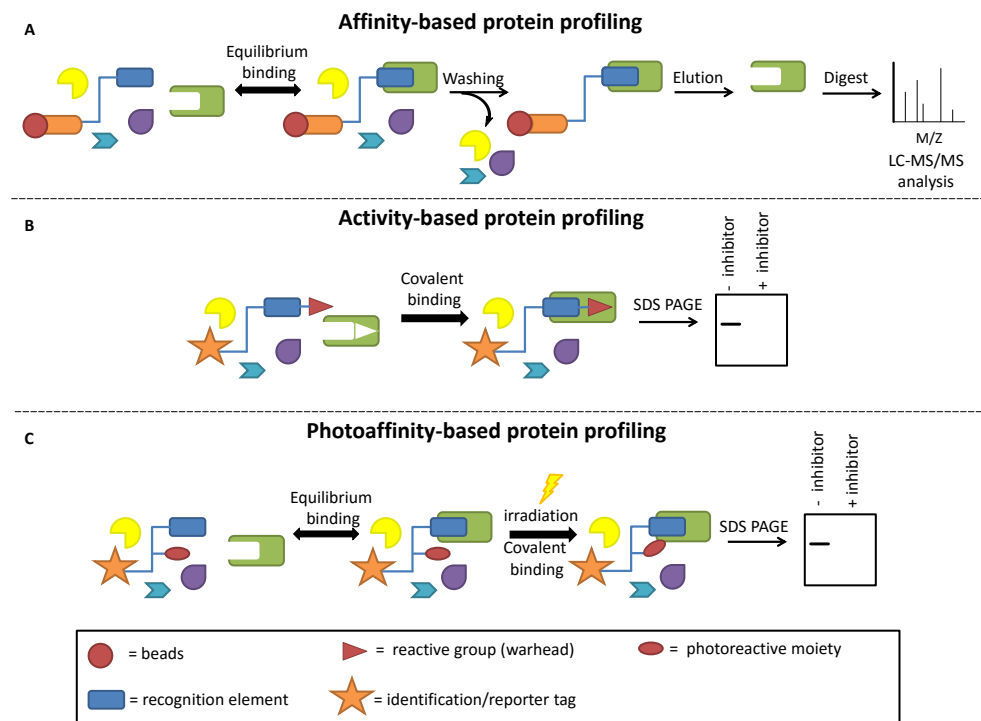 Affinity-based protein profiling
A
Equilibrium
binding
Washing
Elution
Digest
M/Z
LC-MS/MS
analysis
Activity-based protein profiling
B
Covalent
binding
SDS PAGE
- inhibitor
+ inhibitor
Photoaffinity-based protein profiling
C
Equilibrium
binding
irradiation
Covalent
binding
SDS PAGE
- inhibitor
+ inhibitor
= beads
= reactive group (warhead)
= photoreactive moiety
= recognition element
= identification/reporter tag